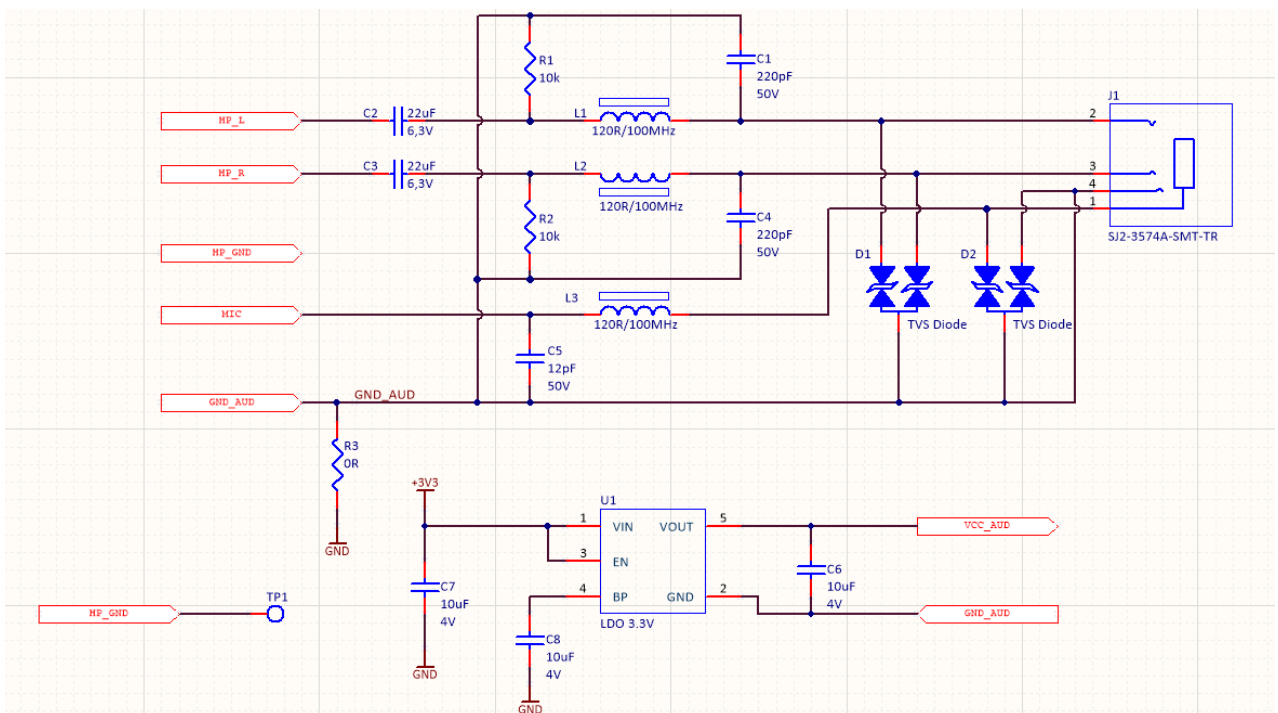 R1
10k
C1
220pF
50V
J1
HP_L
C2
22uF
6,3V
L1
120R/100MHz
2
HP_R
C3
22uF
6,3V
L2
120R/100MHz
3
4
1
SJ2-3574A-SMT-TR
R2
10k
C4
220pF
50V
HP_GND
D1
TVS Diode
D2
TVS Diode
MIC
L3
120R/100MHz
C5
12pF
50V
GND_AUD
GND_AUD
R3
0R
GND
+3V3
U1
1
VIN
VOUT
5
3
EN
4
BP
GND
2
LDO 3.3V
VCC_AUD
C6
10uF
4V
GND_AUD
C7
10uF
4V
GND
C8
10uF
4V
GND
HP_GND
TP1